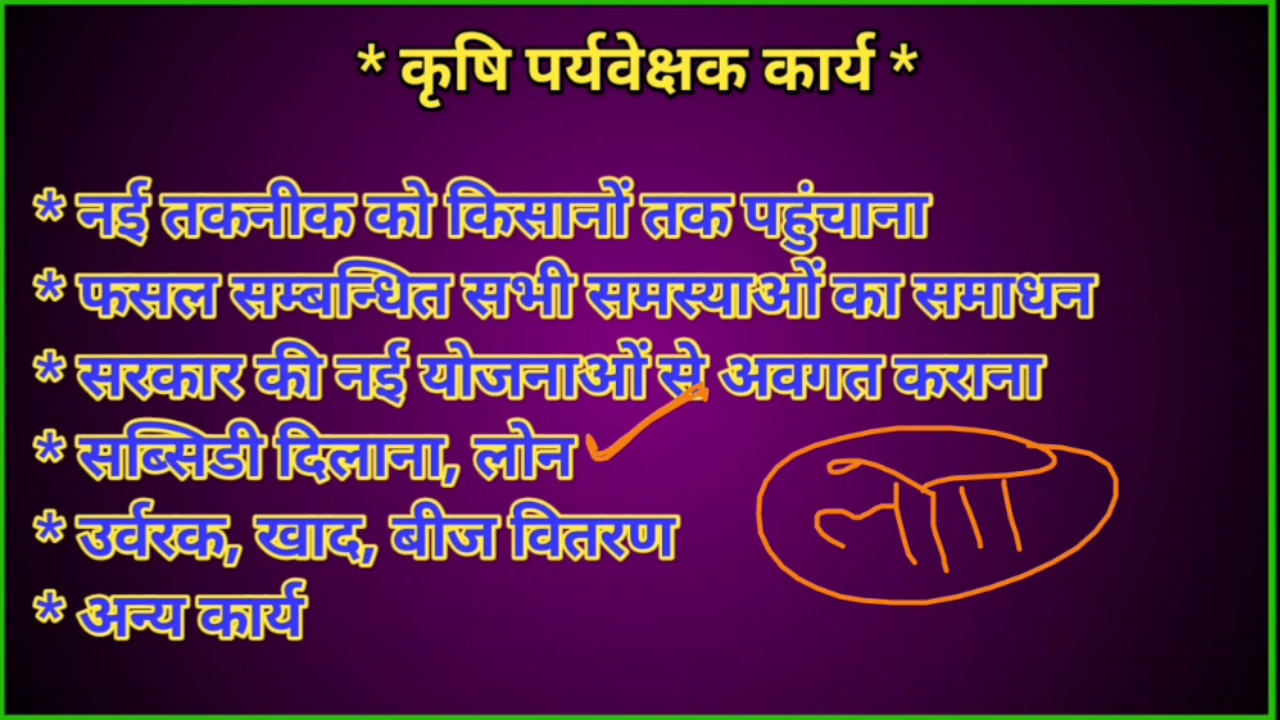 * कृषि पर्यवेक्षक कार्य *
* नई तकनीक को किसानों तक पहुंचाना
* फसल सम्बन्धित सभी समस्याओं का समाधन
* सरकार की नई योजनाओं से अवगत कराना
* सब्सिडी दिलाना, लोन
* उर्वरक, खाद, बीज वितरण
* अन्य कार्य